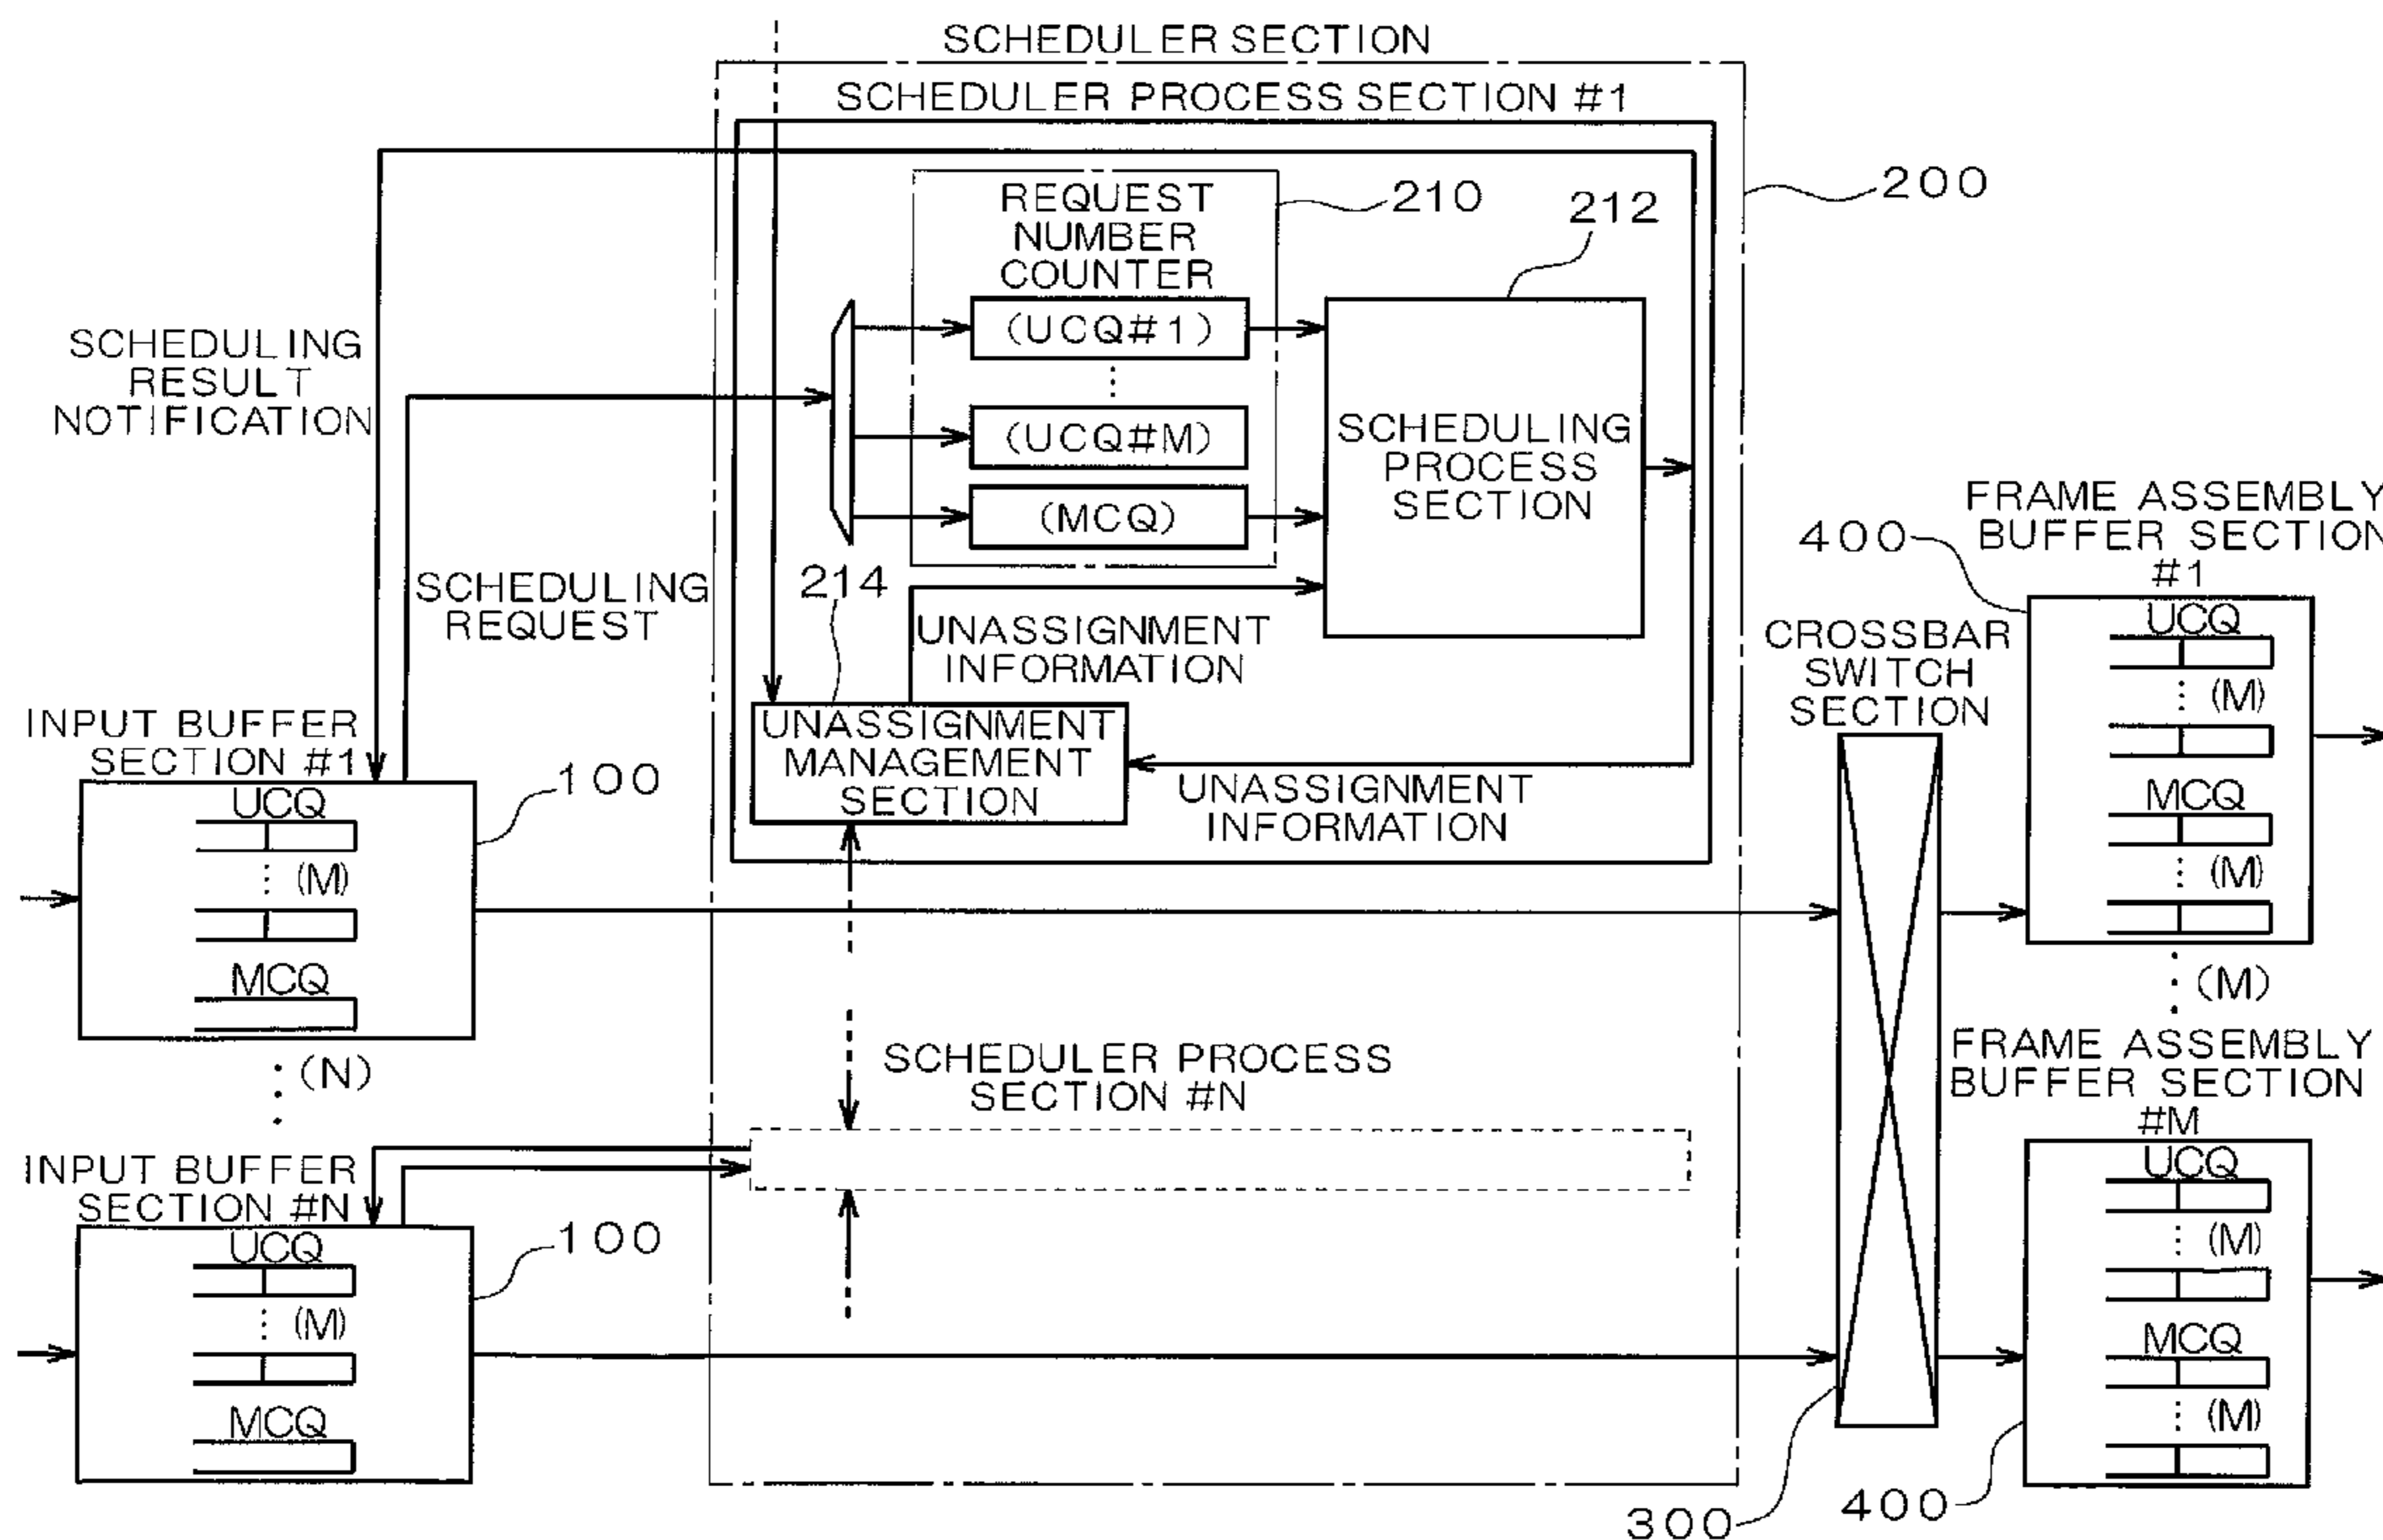 SCHEDULER SECTION
SCHEDULER PROCESS SECTION #1
200
REQUEST
NUMBER
COUNTER
210
212
(UCQ#1)
(UCQ#M)
(MCQ)
SCHEDULING
PROCESS
SECTION
SCHEDULING
RESULT
NOTIFICATION
SCHEDULING
REQUEST
214
UNASSIGNMENT
INFORMATION
UNASSIGNMENT
MANAGEMENT
SECTION
UNASSIGNMENT
INFORMATION
INPUT BUFFER
SECTION #1
100
UCQ
(M)
MCQ
(N)
SCHEDULER PROCESS
SECTION #N
INPUT BUFFER
SECTION #N
100
UCQ
(M)
MCQ
CROSSBAR
SWITCH
SECTION
300
FRAME ASSEMBLY
BUFFER SECTION
#1
400
UCQ
(M)
MCQ
(M)
(M)
FRAME ASSEMBLY
BUFFER SECTION
#M
UCQ
(M)
MCQ
(M)
400